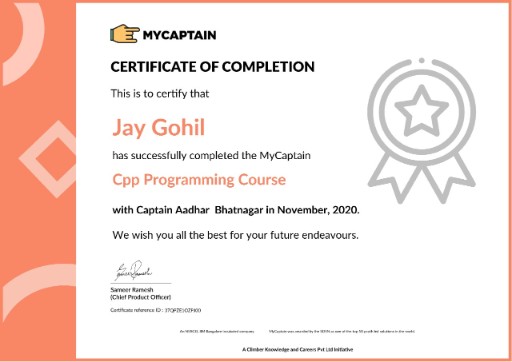 MYCAPTAIN
CERTIFICATE OF COMPLETION
This is to certify that
Jay Gohil
has successfully completed the MyCaptain
Cpp Programming Course
with Captain Aadhar Bhatnagar in November, 2020.
We wish you all the best for your future endeavours.
Sameer Ramesh
(Chief Product Officer)
Certificate reference ID :
A Climber Knowledge and Careers Pvt Ltd Initiative